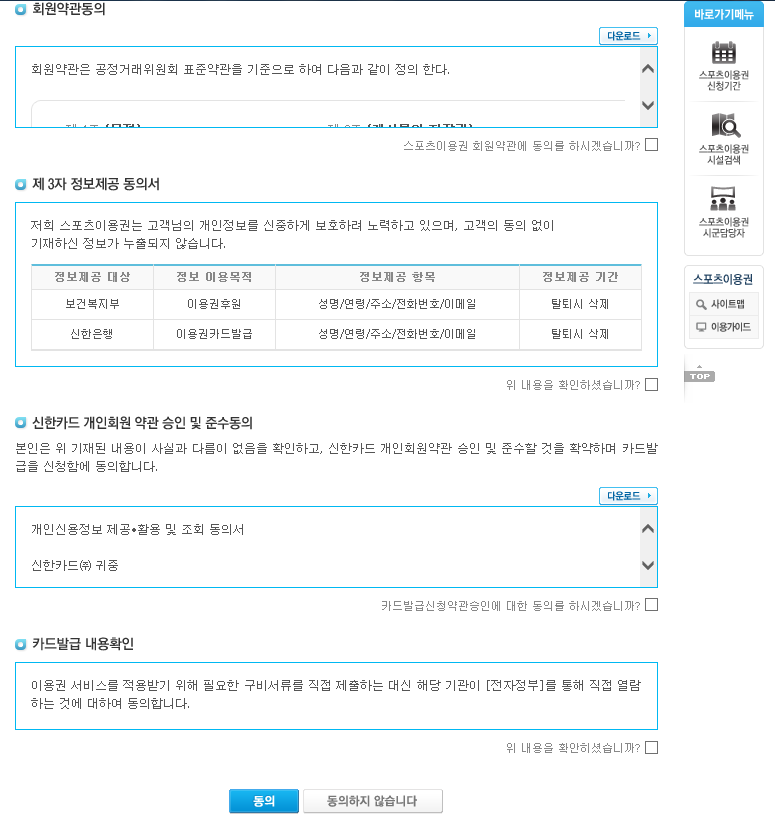 회원약관동의
다운로드
회원약관은 공정거래위원회 표준약관을 기준으로 하여 다음과 같이 정의 한다.
스포츠이용권 회원약관에 동의를 하시겠습니까?
제 3자 정보제공 동의서
저희 스포츠이용권는 고객님의 개인정보를 신중하게 보호하려 노력하고 있으며, 고객의 동의 없이
기재하신 정보가 누출되지 않습니다.
정보제공 대상 정보 이용목적 정보제공 항목 정보제공 기간
보건복지부 이용권후원 성명/연령/주소/전화번호/이메일 탈퇴시 삭제
신한은행 이용권카드발급 성명/연령/주소/전화번호/이메일 탈퇴시 삭제
위 내용을 확인하셨습니까?
신한카드 개인회원 약관 승인 및 준수동의
본인은 위 기재된 내용이 사실과 다름이 없음을 확인하고, 신한카드 개인회원약관 승인 및 준수할 것을 확약하며 카드발
급을 신청함에 동의합니다.
다운로드
개인신용정보 제공•활용 및 조회 동의서
신한카드㈜ 귀중
카드발급신청약관승인에 대한 동의를 하시겠습니까?
카드발급 내용확인
이용권 서비스를 적용받기 위해 필요한 구비서류를 직접 제출하는 대신 해당 기관이 [전자정부]를 통해 직접 열람
하는 것에 대하여 동의합니다.
위 내용을 확안히셧습니까?
동의 동의하지 않습니다
바로가기메뉴
스포츠이용권
신청기간
스포츠이용권
시설검색
스포츠이용권
시군담당자
스포츠이용권
사이트맵
이용가이드
TOP